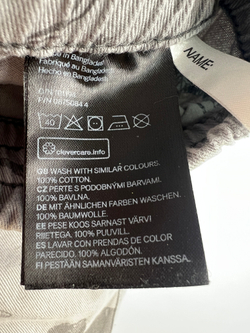 Made in Bangladesh
Fabriqué au Bangladesh
Hecho en Bangladesh
NAME
40
clevercare.info
GB WASH WITH SIMILAR COLOURS.
100% COTTON.
CZ PERTE S PODOBNÝMI BARVAMI.
100% BAVLNA.
DE MIT ÄHNLICHEN FARBEN WASCHEN.
100% BAUMWOLLE.
EE PESE KOOS SARNAST VÄRVI
RIIETEGA. 100% PUUVILL.
ES LAVAR CON PRENDAS DE COLOR
PARECIDO. 100% ALGODÓN.
FI PESTÄÄN SAMANVÄRISTEN KANSSA.